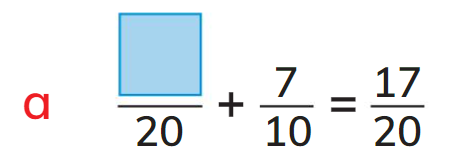 a □/20 + 7/10 = 17/20